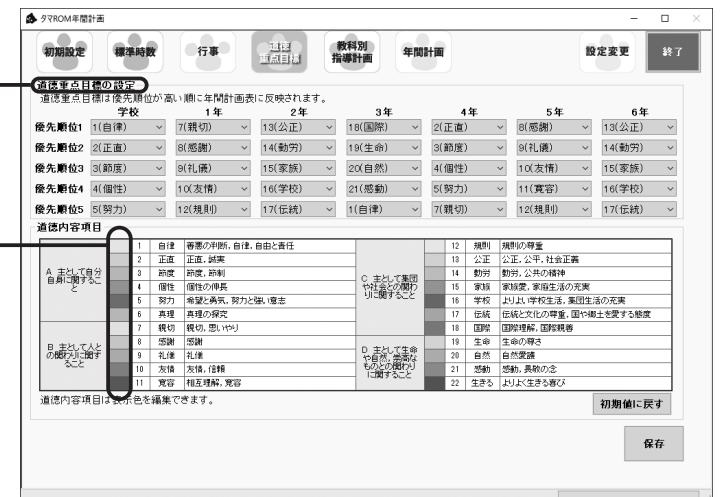 タマROM年間計画
初期設定 標準時数 行事 道徳重点目標 教科別指導計画 年間計画 設定変更 終了
道徳重点目標の設定
道徳重点目標は優先順位が高い順に年間計画表に反映されます。
学校 1年 2年 3年 4年 5年 6年
優先順位1 1(自律) 7(親切) 13(公正) 18(国際) 2(正直) 8(感謝) 13(公正)
優先順位2 2(正直) 8(感謝) 14(勤労) 19(生命) 3(節度) 9(礼儀) 14(勤労)
優先順位3 3(節度) 9(礼儀) 15(家族) 20(自然) 4(個性) 10(友情) 15(家族)
優先順位4 4(個性) 10(友情) 16(学校) 21(感動) 5(努力) 11(寛容) 16(学校)
優先順位5 5(努力) 12(規則) 17(伝統) 1(自律) 7(親切) 12(規則) 17(伝統)
道徳内容項目
A 主として自分自身に関すること
1 自律 善悪の判断,自律,自由と責任
2 正直 正直,誠実
3 節度 節度,節制
4 個性 個性の伸長
5 努力 希望と勇気,努力と強い意志
6 真理 真理の探究
B 主として人との関わりに関すること
7 親切 親切,思いやり
8 感謝 感謝
9 礼儀 礼儀
10 友情 友情,信頼
11 寛容 相互理解,寛容
C 主として集団や社会との関わりに関すること
12 規則 規則の尊重
13 公正 公正,公平,社会正義
14 勤労 勤労,公共の精神
15 家族 家族愛,家庭生活の充実
16 学校 よりよい学校生活,集団生活の充実
17 伝統 伝統と文化の尊重,国や郷土を愛する態度
18 国際 国際理解,国際親善
D 主として生命や自然,崇高なものとの関わりに関すること
19 生命 生命の尊さ
20 自然 自然愛護
21 感動 感動,畏敬の念
22 生きる よりよく生きる喜び
道徳内容項目は表示色を編集できます。
初期値に戻す
保存